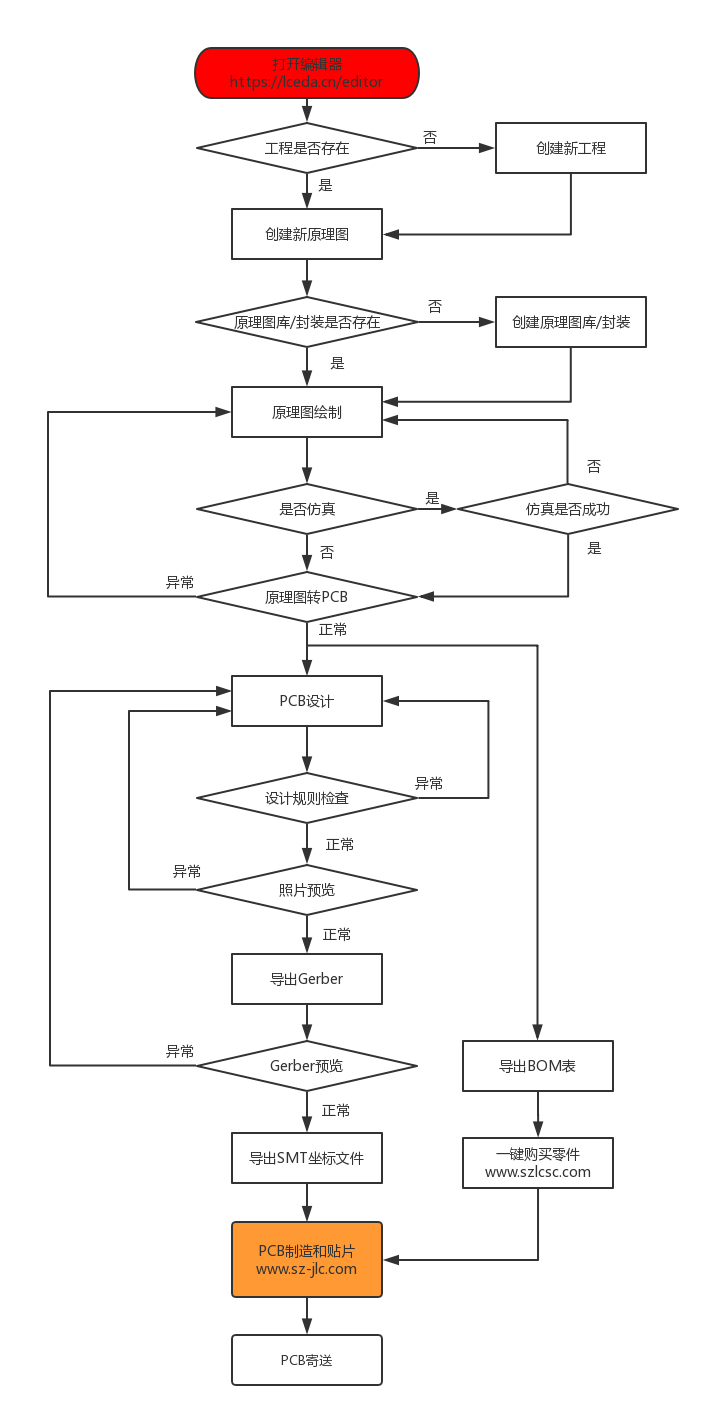 打开编辑器
https://lceda.cn/editor
工程是否存在
否
创建新工程
是
创建新原理图
原理图库/封装是否存在
否
创建原理图库/封装
是
原理图绘制
否
是否仿真
是
仿真是否成功
否
是
异常
原理图转PCB
正常
PCB设计
设计规则检查
异常
正常
异常
照片预览
正常
导出Gerber
异常
Gerber预览
导出BOM表
正常
导出SMT坐标文件
一键购买零件
www.szlcsc.com
PCB制造和贴片
www.sz-jlc.com
PCB寄送